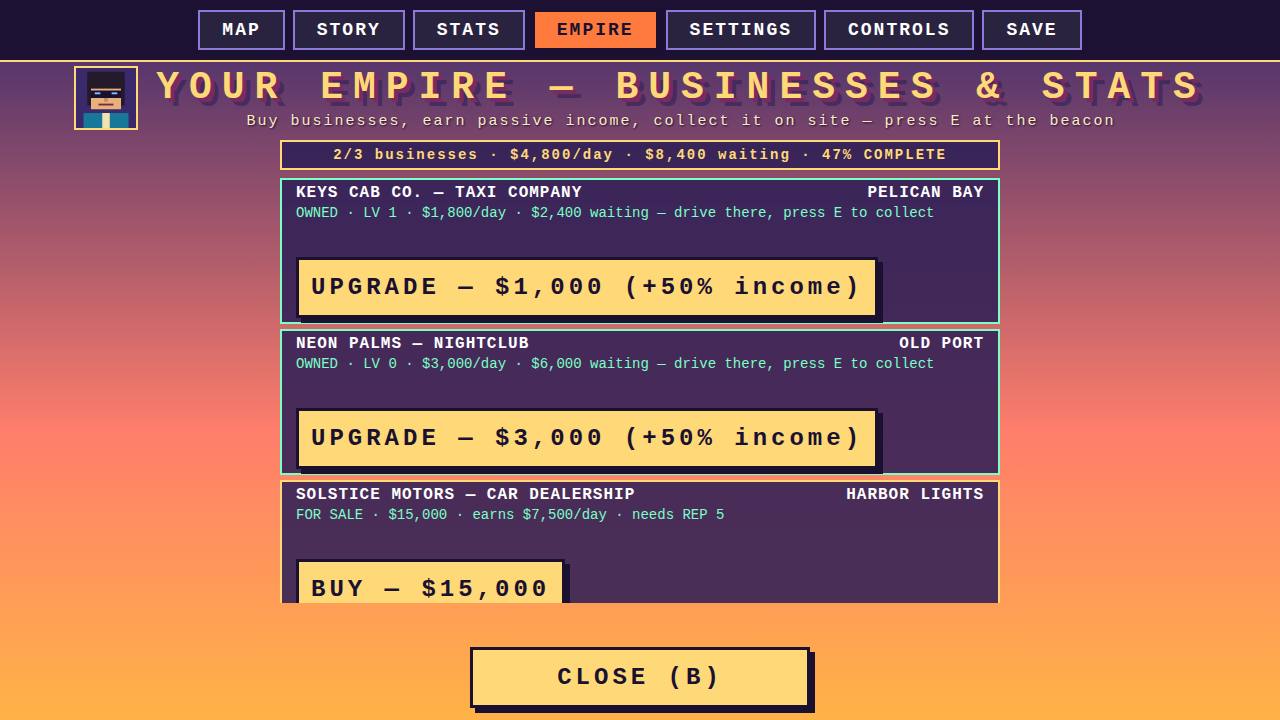 MAP STORY STATS EMPIRE SETTINGS CONTROLS SAVE
YOUR EMPIRE — BUSINESSES & STATS
Buy businesses, earn passive income, collect it on site — press E at the beacon
2/3 businesses · $4,800/day · $8,400 waiting · 47% COMPLETE
KEYS CAB CO. — TAXI COMPANY PELICAN BAY
OWNED · LV 1 · $1,800/day · $2,400 waiting — drive there, press E to collect
UPGRADE — $1,000 (+50% income)
NEON PALMS — NIGHTCLUB OLD PORT
OWNED · LV 0 · $3,000/day · $6,000 waiting — drive there, press E to collect
UPGRADE — $3,000 (+50% income)
SOLSTICE MOTORS — CAR DEALERSHIP HARBOR LIGHTS
FOR SALE · $15,000 · earns $7,500/day · needs REP 5
BUY — $15,000
CLOSE (B)